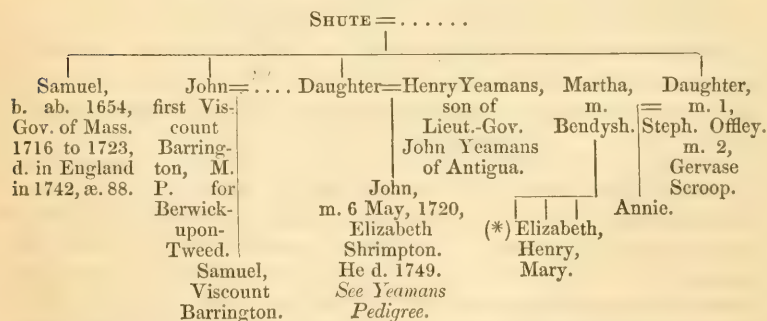 SHUTE = . . . . . .
Samuel,
b. ab. 1654,
Gov. of Mass.
1716 to 1723,
d. in England
in 1742, æ. 88.
John = . . . .
first Vis-
count
Barring-
ton, M.
P. for
Berwick-
upon-
Tweed.
Samuel,
Viscount
Barrington.
Daughter = Henry Yeamans,
son of
Lieut.-Gov.
John Yeamans
of Antigua.
John,
m. 6 May, 1720,
Elizabeth
Shrimpton.
He d. 1749.
See Yeamans
Pedigree.
Martha,
m.
Bendysh.
(*) Elizabeth,
Henry,
Mary.
Daughter,
= m. 1,
Steph. Offley.
m. 2,
Gervase
Scroop.
Annie.